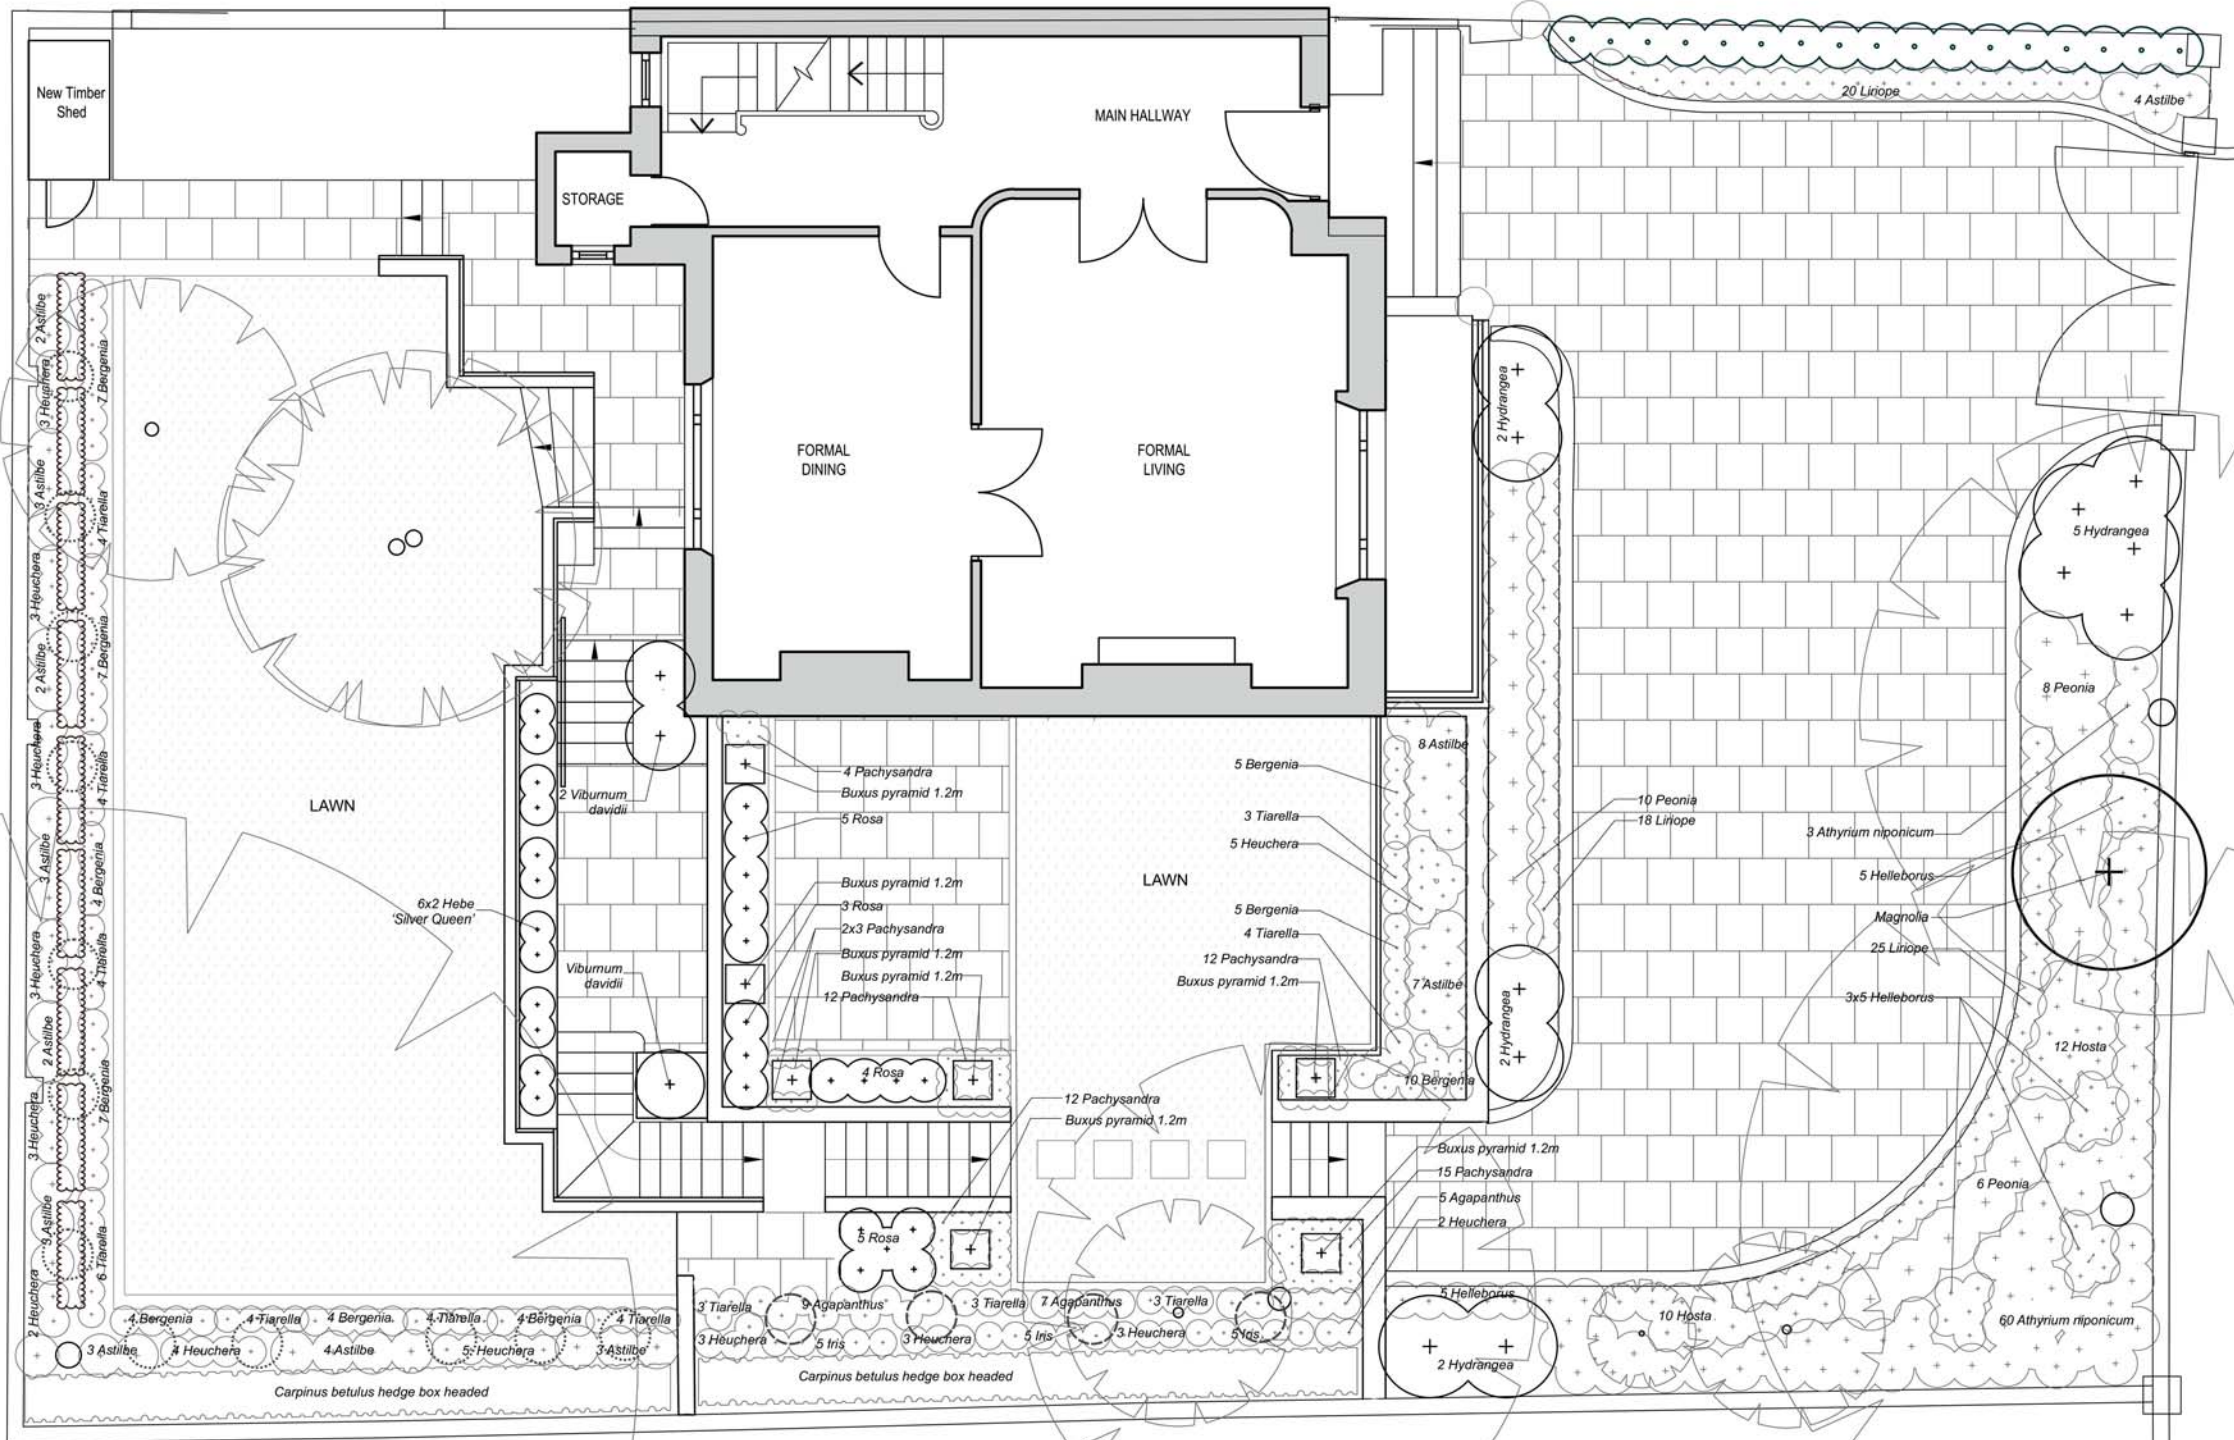 New Timber
Shed
MAIN HALLWAY
20 Liriope
4 Astilbe
STORAGE
2 Astilbe
7 Bergenia
3 Heuchera
2 Hydrangea
FORMAL
DINING
FORMAL
LIVING
3 Astilbe
4 Tiarella
5 Hydrangea
3 Heuchera
7 Bergenia
2 Astilbe
8 Peonia
3 Heuchera
4 Tiarella
8 Astilbe
4 Pachysandra
Buxus pyramid 1.2m
5 Rosa
5 Bergenia
2 Viburnum
davidii
LAWN
3 Tiarella
5 Heuchera
10 Peonia
18 Liriope
3 Athyrium niponicum
3 Astilbe
4 Bergenia
5 Helleborus
LAWN
Buxus pyramid 1.2m
3 Rosa
2x3 Pachysandra
Buxus pyramid 1.2m
Buxus pyramid 1.2m
12 Pachysandra
6x2 Hebe
'Silver Queen'
5 Bergenia
4 Tiarella
12 Pachysandra
Buxus pyramid 1.2m
Magnolia
25 Liriope
3x5 Helleborus
3 Heuchera
4 Tiarella
Viburnum
davidii
7 Astilbe
2 Hydrangea
12 Hosta
2 Astilbe
7 Bergenia
4 Rosa
10 Bergenia
12 Pachysandra
Buxus pyramid 1.2m
3 Heuchera
Buxus pyramid 1.2m
15 Pachysandra
5 Agapanthus
2 Heuchera
6 Peonia
3 Astilbe
6 Tiarella
5 Rosa
2 Heuchera
4 Bergenia
4 Tiarella
4 Bergenia
4 Tiarella
4 Bergenia
4 Tiarella
3 Tiarella
9 Agapanthus
3 Tiarella
7 Agapanthus
3 Tiarella
5 Helleborus
10 Hosta
60 Athyrium niponicum
3 Astilbe
4 Heuchera
4 Astilbe
5 Heuchera
3 Astilbe
3 Heuchera
5 Iris
3 Heuchera
5 Iris
3 Heuchera
5 Iris
2 Hydrangea
Carpinus betulus hedge box headed
Carpinus betulus hedge box headed